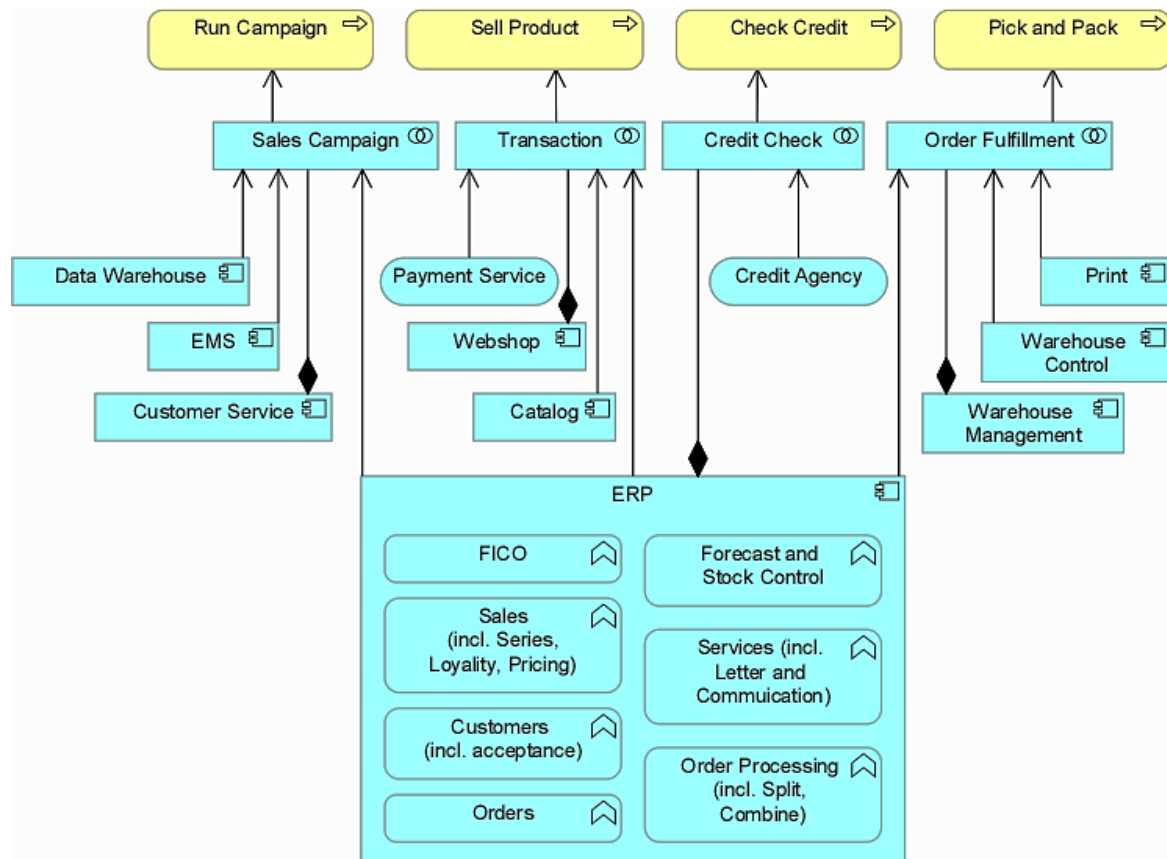 Run Campaign
Sell Product
Check Credit
Pick and Pack
Sales Campaign
Transaction
Credit Check
Order Fulfillment
Data Warehouse
Payment Service
Credit Agency
Print
EMS
Webshop
Warehouse
Control
Customer Service
Catalog
Warehouse
Management
ERP
FICO
Forecast and
Stock Control
Sales
(incl. Series,
Loyality, Pricing)
Services (incl.
Letter and
Commuication)
Customers
(incl. acceptance)
Order Processing
(incl. Split,
Combine)
Orders